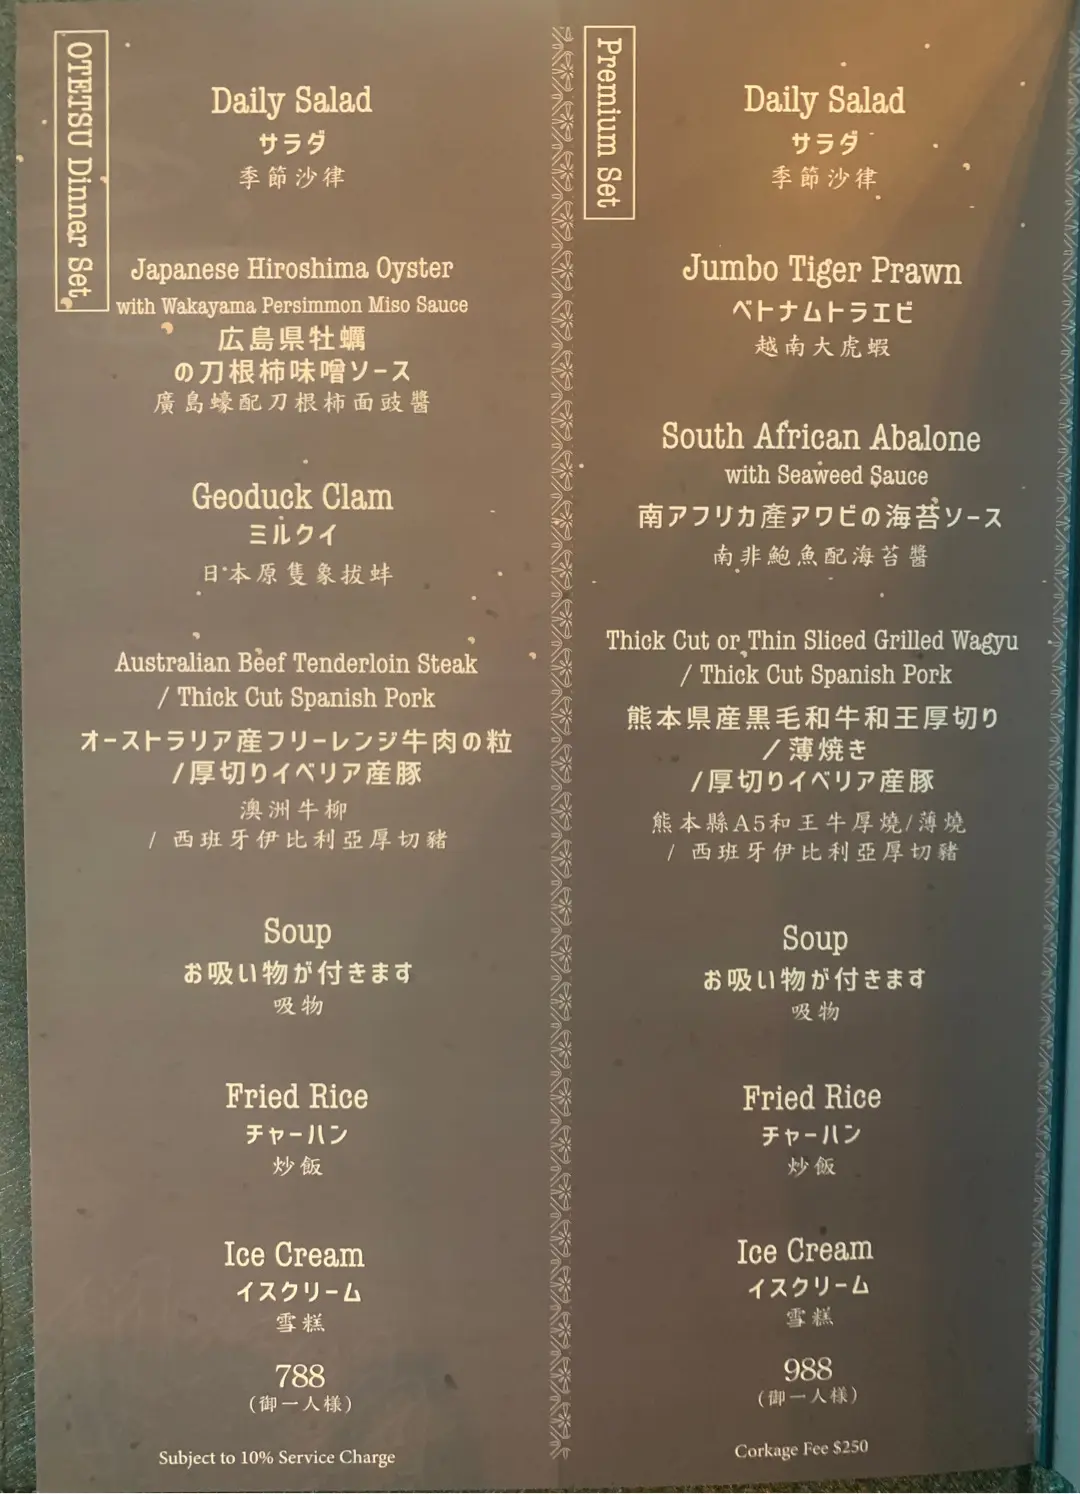 OTETSU Dinner Set
Daily Salad
サラダ
季節沙律
Japanese Hiroshima Oyster
with Wakayama Persimmon Miso Sauce
広島県牡蠣
の刀根柿味噌ソース
廣島蠔配刀根柿面豉醬
Geoduck Clam
ミルクイ
日本原隻象拔蚌
Australian Beef Tenderloin Steak
/ Thick Cut Spanish Pork
オーストラリア産フリーレンジ牛肉の粒
/厚切りイベリア産豚
澳洲牛柳
/ 西班牙伊比利亞厚切豬
Soup
お吸い物が付きます
吸物
Fried Rice
チャーハン
炒飯
Ice Cream
イスクリーム
雪糕
788
(御一人様)
Subject to 10% Service Charge
Premium Set
Daily Salad
サラダ
季節沙律
Jumbo Tiger Prawn
ベトナムトラエビ
越南大虎蝦
South African Abalone
with Seaweed Sauce
南アフリカ産アワビの海苔ソース
南非鮑魚配海苔醬
Thick Cut or Thin Sliced Grilled Wagyu
/ Thick Cut Spanish Pork
熊本県産黒毛和牛和王厚切り
/ 薄焼き
/厚切りイベリア産豚
熊本縣A5和王牛厚燒/薄燒
/ 西班牙伊比利亞厚切豬
Soup
お吸い物が付きます
吸物
Fried Rice
チャーハン
炒飯
Ice Cream
イスクリーム
雪糕
988
(御一人様)
Corkage Fee $250